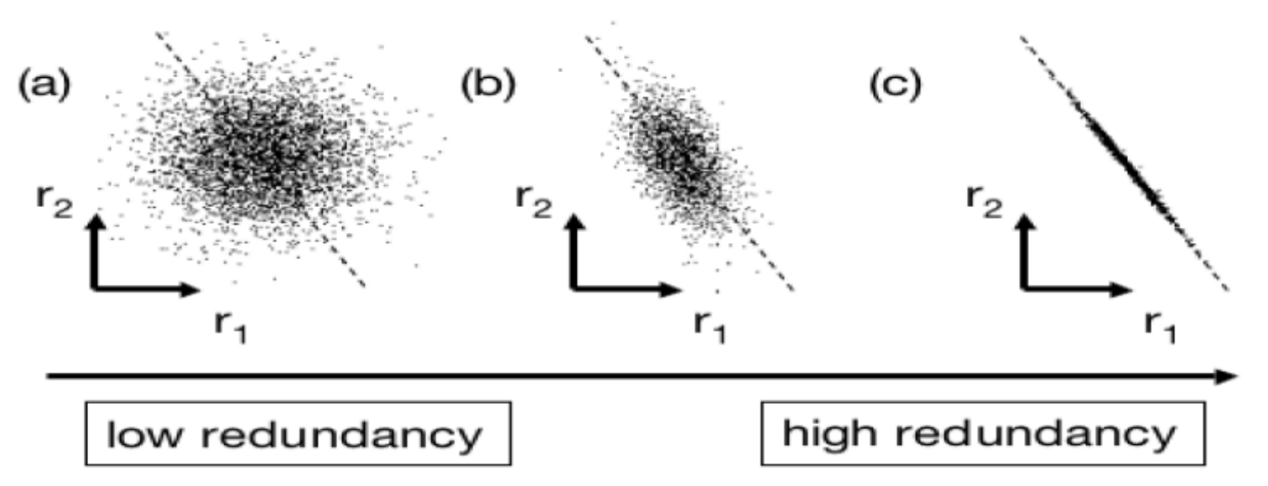 (a)
r2
r1
(b)
r2
r1
(c)
r2
r1
low redundancy
high redundancy